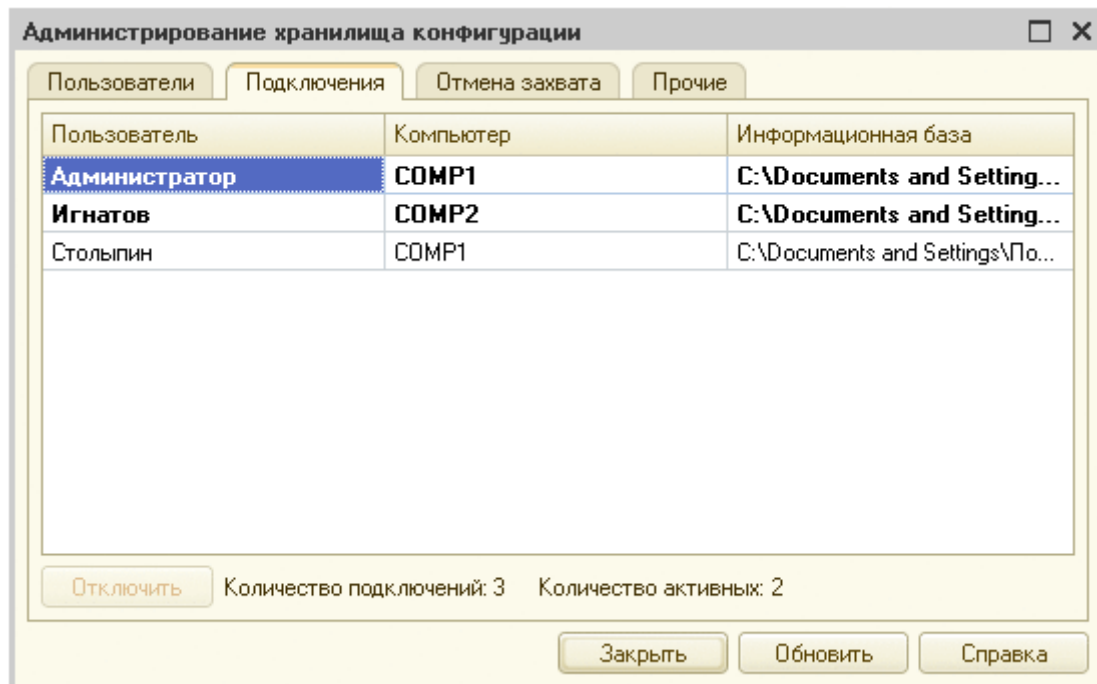 Администрирование хранилища конфигурации
Пользователи Подключения Отмена захвата Прочие
Пользователь Компьютер Информационная база
Администратор COMP1 C:\Documents and Setting...
Игнатов COMP2 C:\Documents and Setting...
Столыпин COMP1 C:\Documents and Settings\По...
Отключить Количество подключений: 3 Количество активных: 2
Закрыть Обновить Справка